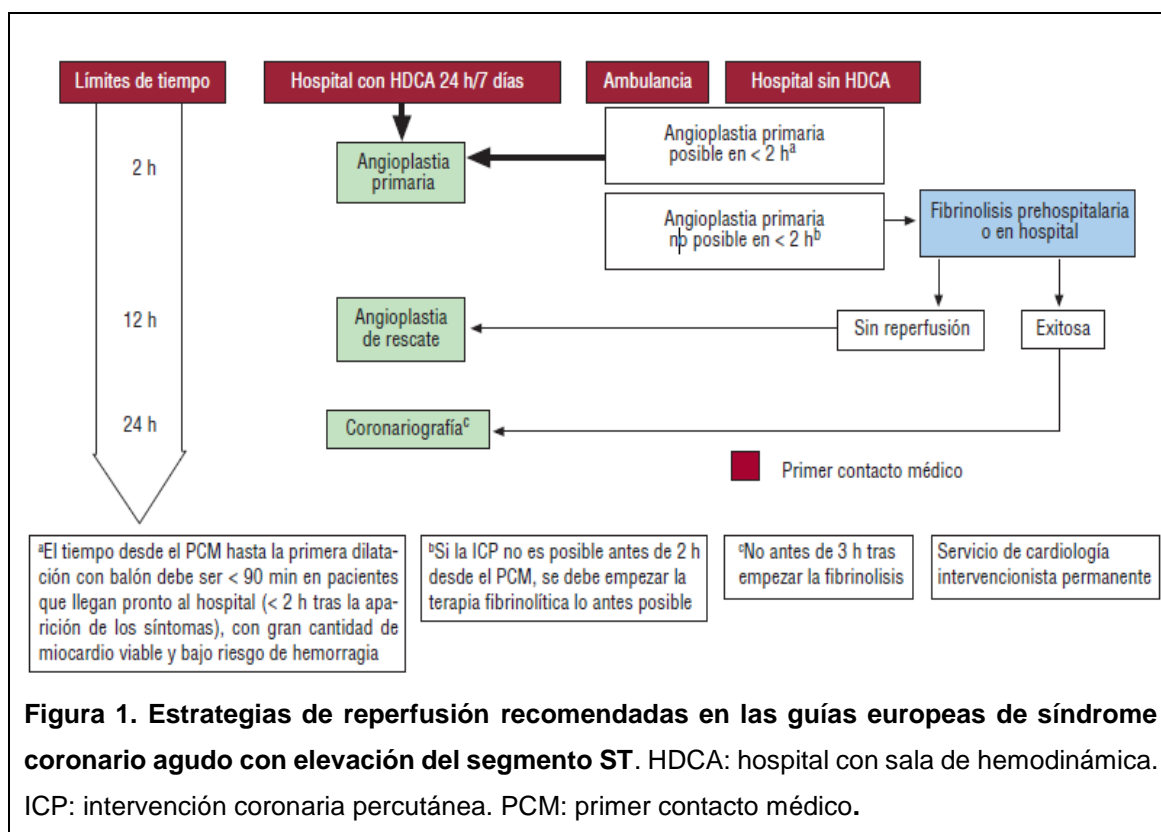 Límites de tiempo
Hospital con HDCA 24 h/7 días
Ambulancia
Hospital sin HDCA
2 h
12 h
24 h
Angioplastia
primaria
Angioplastia primaria
posible en < 2 hª
Angioplastia primaria
no posible en < 2 hᵇ
Fibrinolisis prehospitalaria
o en hospital
Angioplastia
de rescate
Sin reperfusión
Exitosa
Coronariografíaᶜ
Primer contacto médico
ªEl tiempo desde el PCM hasta la primera dilata-
ción con balón debe ser < 90 min en pacientes
que llegan pronto al hospital (< 2 h tras la apa-
rición de los síntomas), con gran cantidad de
miocardio viable y bajo riesgo de hemorragia
ᵇSi la ICP no es posible antes de 2 h
desde el PCM, se debe empezar la
terapia fibrinolítica lo antes posible
ᶜNo antes de 3 h tras
empezar la fibrinolisis
Servicio de cardiología
intervencionista permanente
Figura 1. Estrategias de reperfusión recomendadas en las guías europeas de síndrome
coronario agudo con elevación del segmento ST. HDCA: hospital con sala de hemodinámica.
ICP: intervención coronaria percutánea. PCM: primer contacto médico.